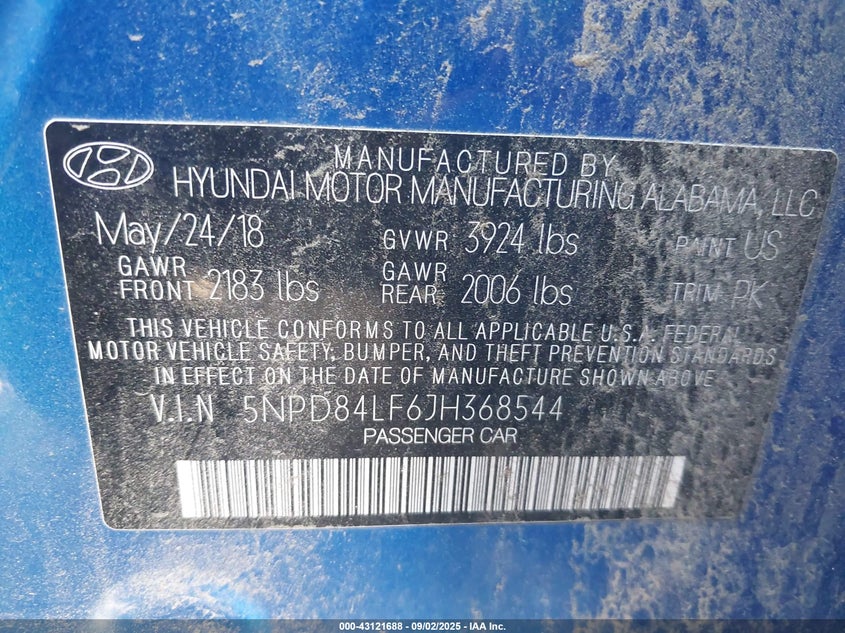 MANUFACTURED BY
HYUNDAI MOTOR MANUFACTURING ALABAMA, LLC
May/24/18 GVWR 3924 lbs PAINT US
GAWR FRONT 2183 lbs GAWR REAR 2006 lbs TRIM PK
THIS VEHICLE CONFORMS TO ALL APPLICABLE U.S.A. FEDERAL
MOTOR VEHICLE SAFETY, BUMPER, AND THEFT PREVENTION STANDARDS
IN EFFECT ON THE DATE OF MANUFACTURE SHOWN ABOVE.
V.I.N 5NPD84LF6JH368544
PASSENGER CAR
000-43121688 - 09/02/2025 - IAA Inc.